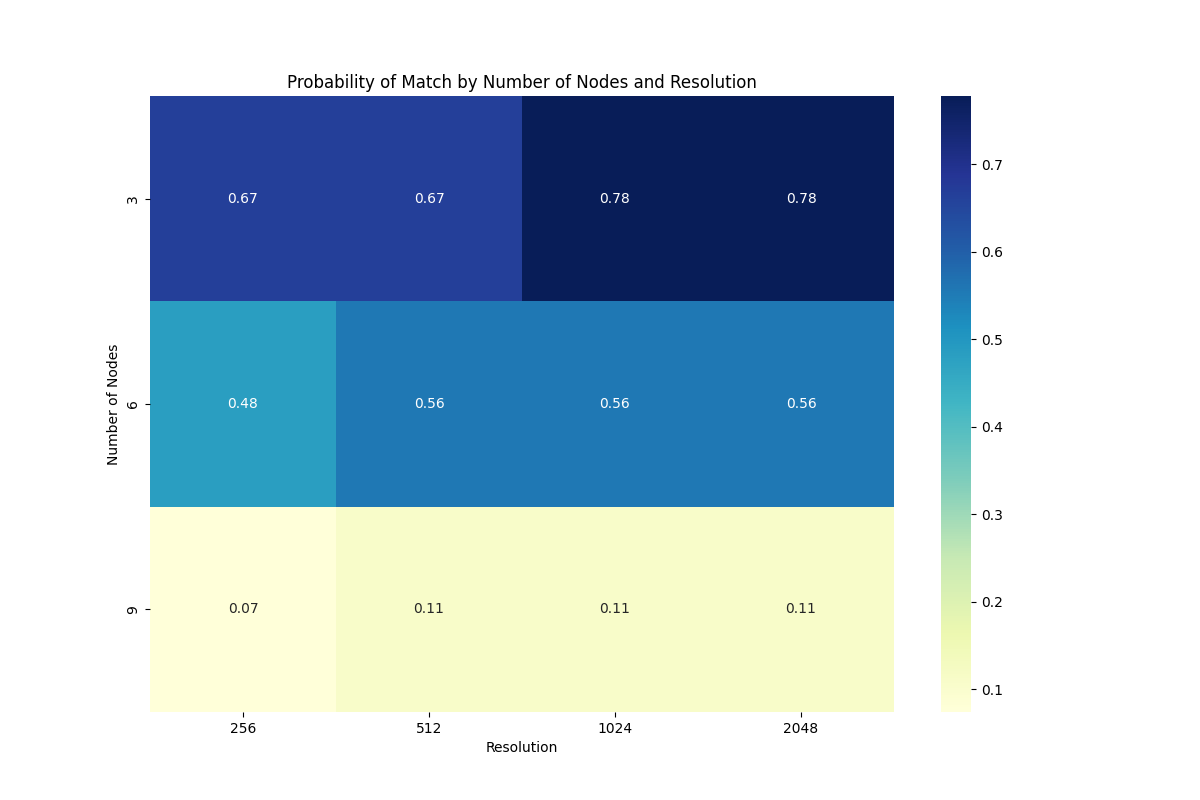 Probability of Match by Number of Nodes and Resolution
3
0.67 0.67 0.78 0.78
0.7
0.6
Number of Nodes
6
0.48 0.56 0.56 0.56
0.5
0.4
0.3
9
0.07 0.11 0.11 0.11
0.2
0.1
256 512 1024 2048
Resolution